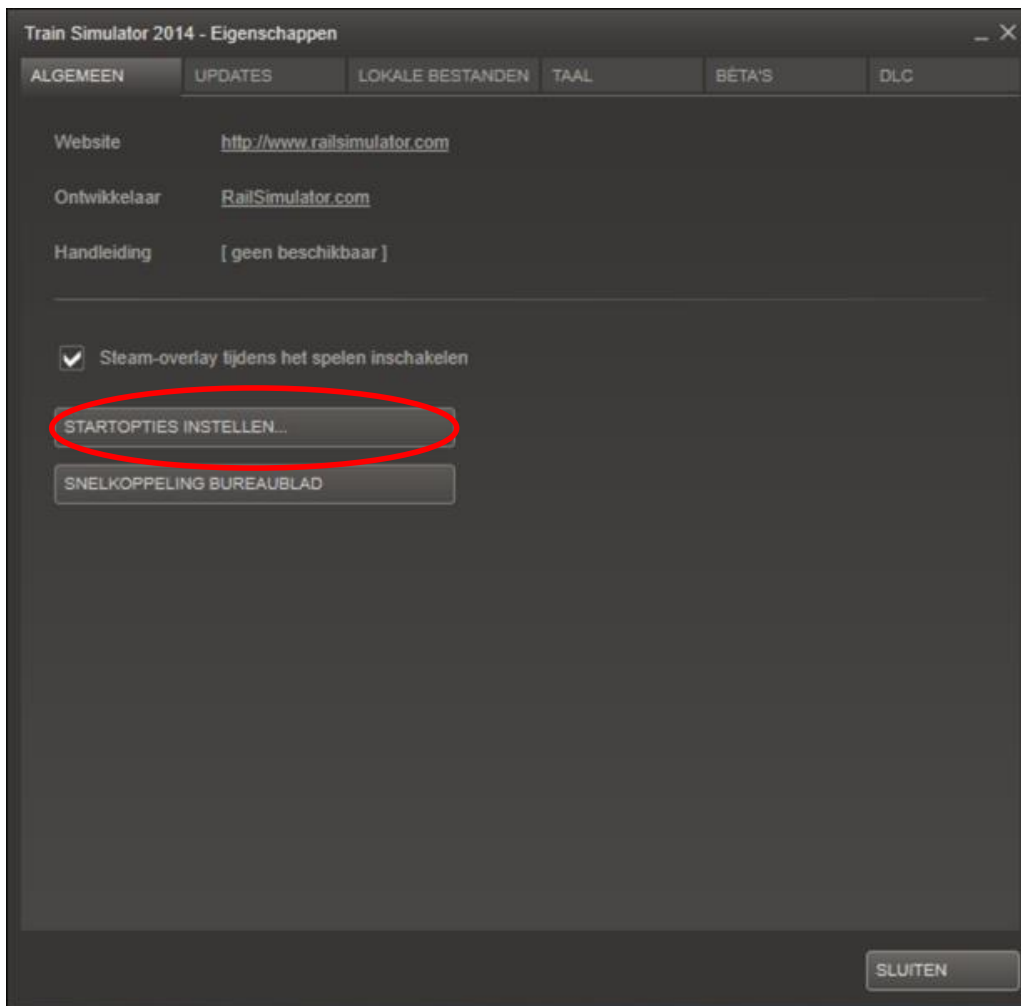 Train Simulator 2014 - Eigenschappen
ALGEMEEN UPDATES LOKALE BESTANDEN TAAL BÈTA'S DLC
Website http://www.railsimulator.com
Ontwikkelaar RailSimulator.com
Handleiding [ geen beschikbaar ]
Steam-overlay tijdens het spelen inschakelen
STARTOPTIES INSTELLEN...
SNELKOPPELING BUREAUBLAD
SLUITEN